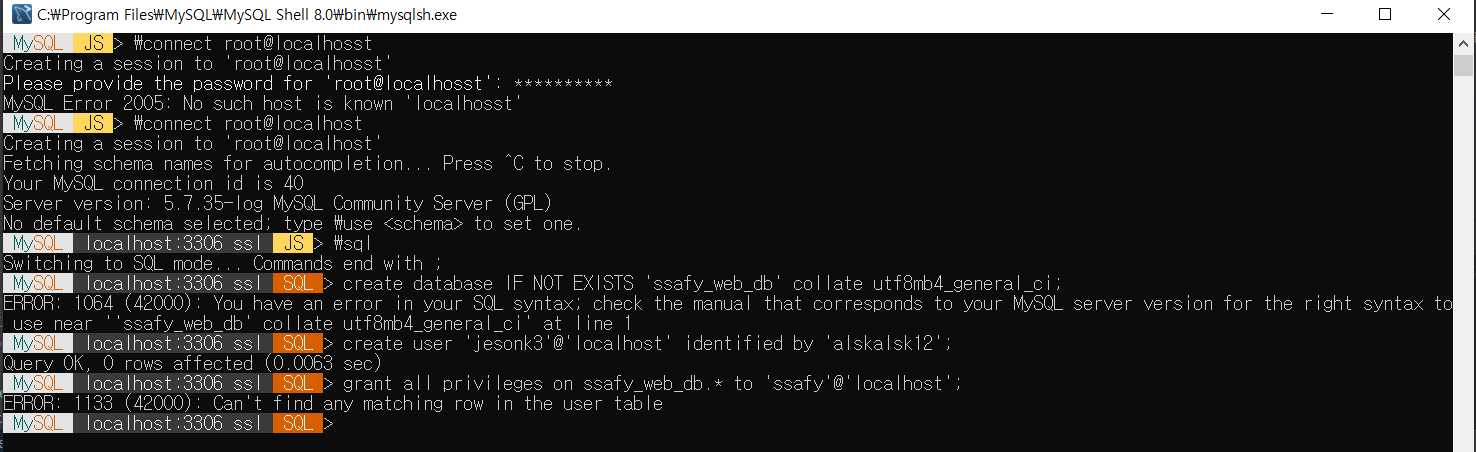 C:₩Program Files₩MySQL₩MySQL Shell 8.0₩bin₩mysqlsh.exe
MySQL JS > ₩connect root@localhosst
Creating a session to 'root@localhosst'
Please provide the password for 'root@localhosst': **********
MySQL Error 2005: No such host is known 'localhosst'
MySQL JS > ₩connect root@localhost
Creating a session to 'root@localhost'
Fetching schema names for autocompletion... Press ^C to stop.
Your MySQL connection id is 40
Server version: 5.7.35-log MySQL Community Server (GPL)
No default schema selected; type ₩use <schema> to set one.
MySQL localhost:3306 ssl JS > ₩sql
Switching to SQL mode... Commands end with ;
MySQL localhost:3306 ssl SQL > create database IF NOT EXISTS 'ssafy_web_db' collate utf8mb4_general_ci;
ERROR: 1064 (42000): You have an error in your SQL syntax; check the manual that corresponds to your MySQL server version for the right syntax to
use near ''ssafy_web_db' collate utf8mb4_general_ci' at line 1
MySQL localhost:3306 ssl SQL > create user 'jesonk3'@'localhost' identified by 'alskalsk12';
Query OK, 0 rows affected (0.0063 sec)
MySQL localhost:3306 ssl SQL > grant all privileges on ssafy_web_db.* to 'ssafy'@'localhost';
ERROR: 1133 (42000): Can't find any matching row in the user table
MySQL localhost:3306 ssl SQL >